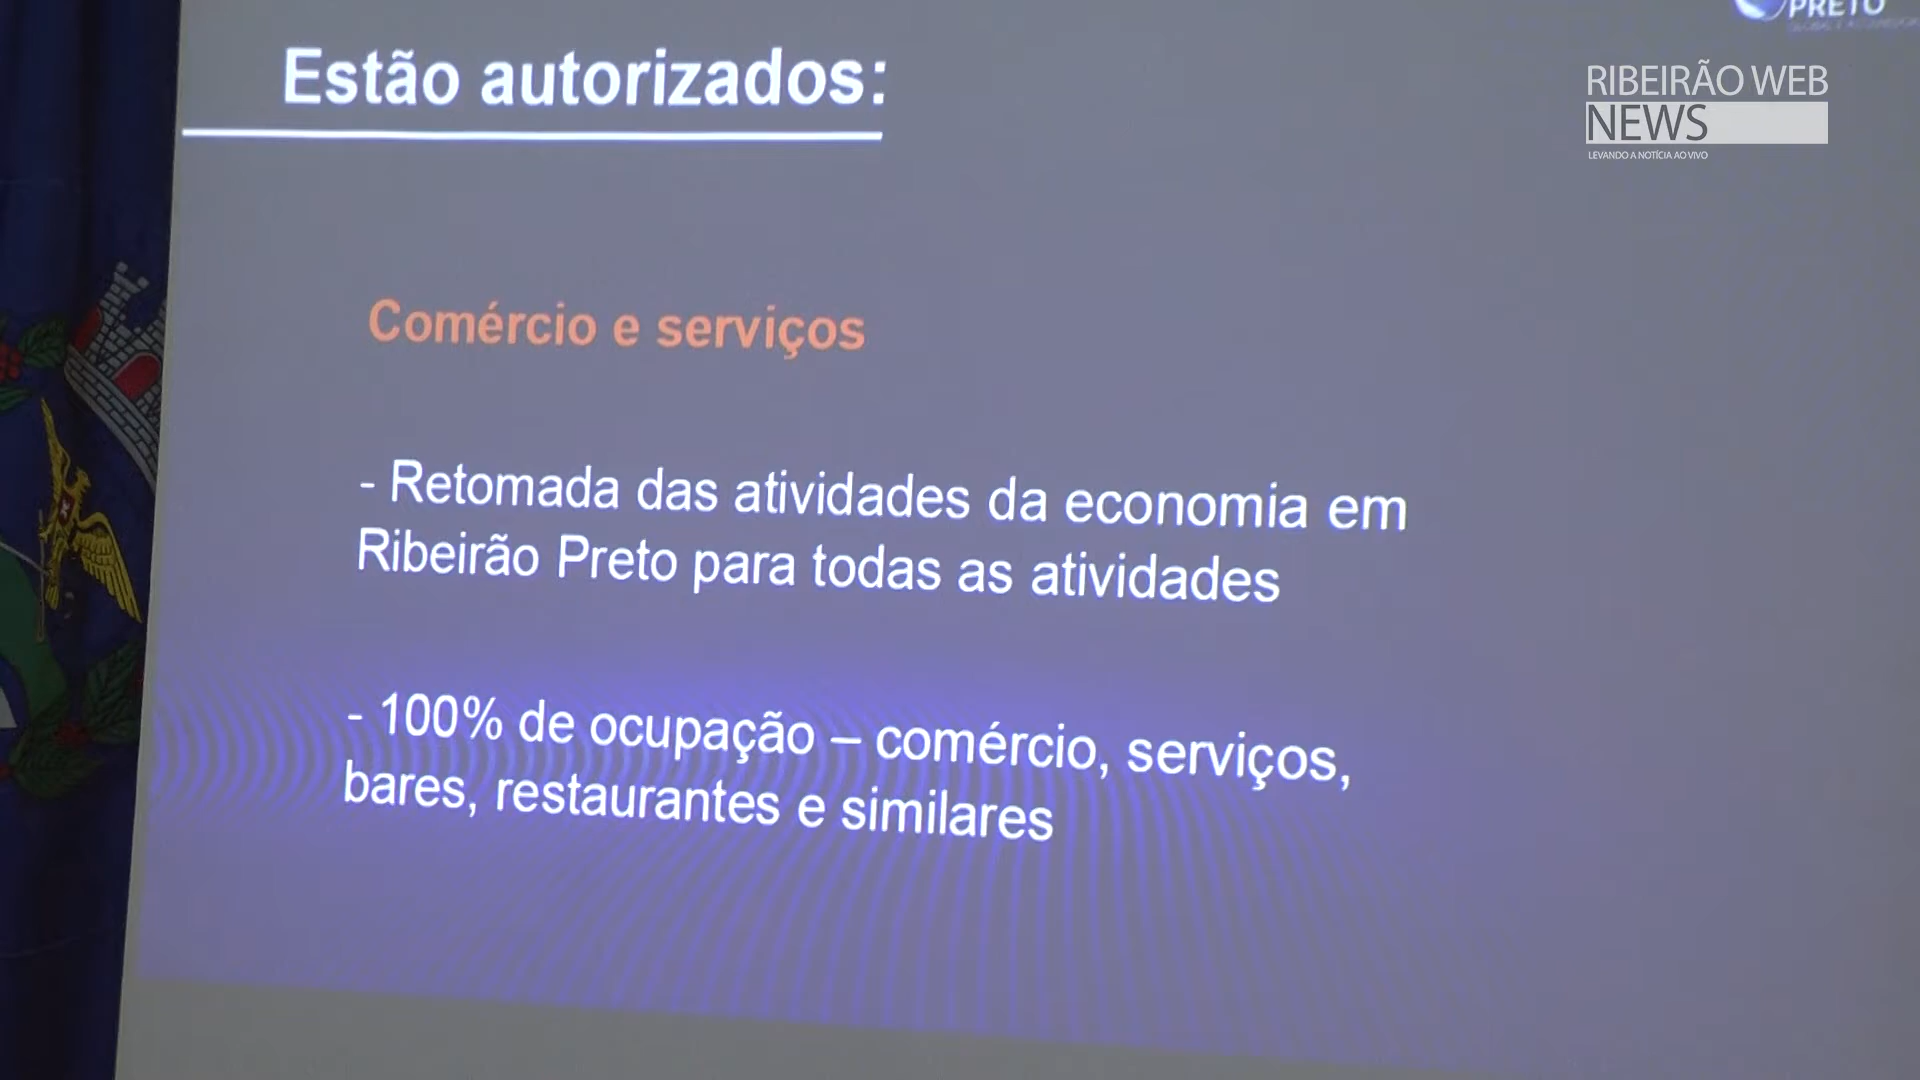 PRETO
Estão autorizados:
RIBEIRÃO WEB
NEWS
LEVANDO A NOTÍCIA AO VIVO
Comércio e serviços
- Retomada das atividades da economia em
Ribeirão Preto para todas as atividades
- 100% de ocupação – comércio, serviços,
bares, restaurantes e similares